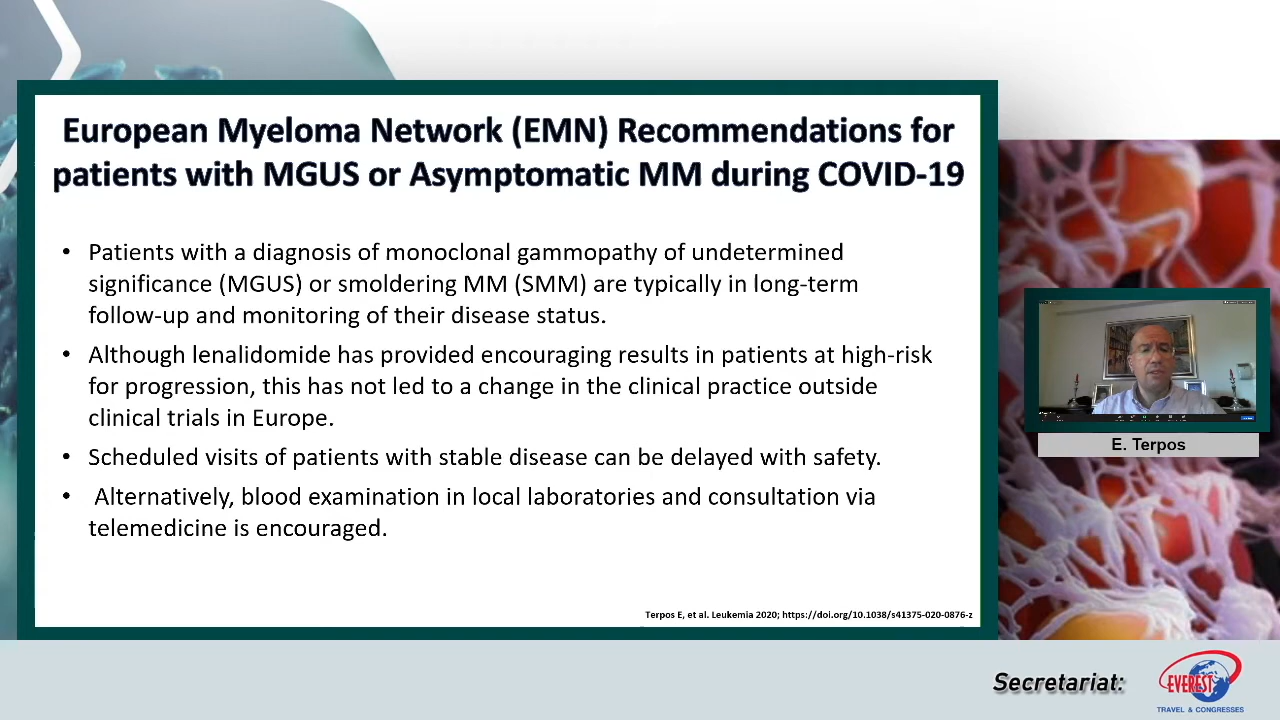 European Myeloma Network (EMN) Recommendations for
patients with MGUS or Asymptomatic MM during COVID-19
• Patients with a diagnosis of monoclonal gammopathy of undetermined
significance (MGUS) or smoldering MM (SMM) are typically in long-term
follow-up and monitoring of their disease status.
• Although lenalidomide has provided encouraging results in patients at high-risk
for progression, this has not led to a change in the clinical practice outside
clinical trials in Europe.
• Scheduled visits of patients with stable disease can be delayed with safety.
• Alternatively, blood examination in local laboratories and consultation via
telemedicine is encouraged.
Terpos E, et al. Leukemia 2020; https://doi.org/10.1038/s41375-020-0876-z
E. Terpos
Secretariat:
EVEREST
TRAVEL & CONGRESSES